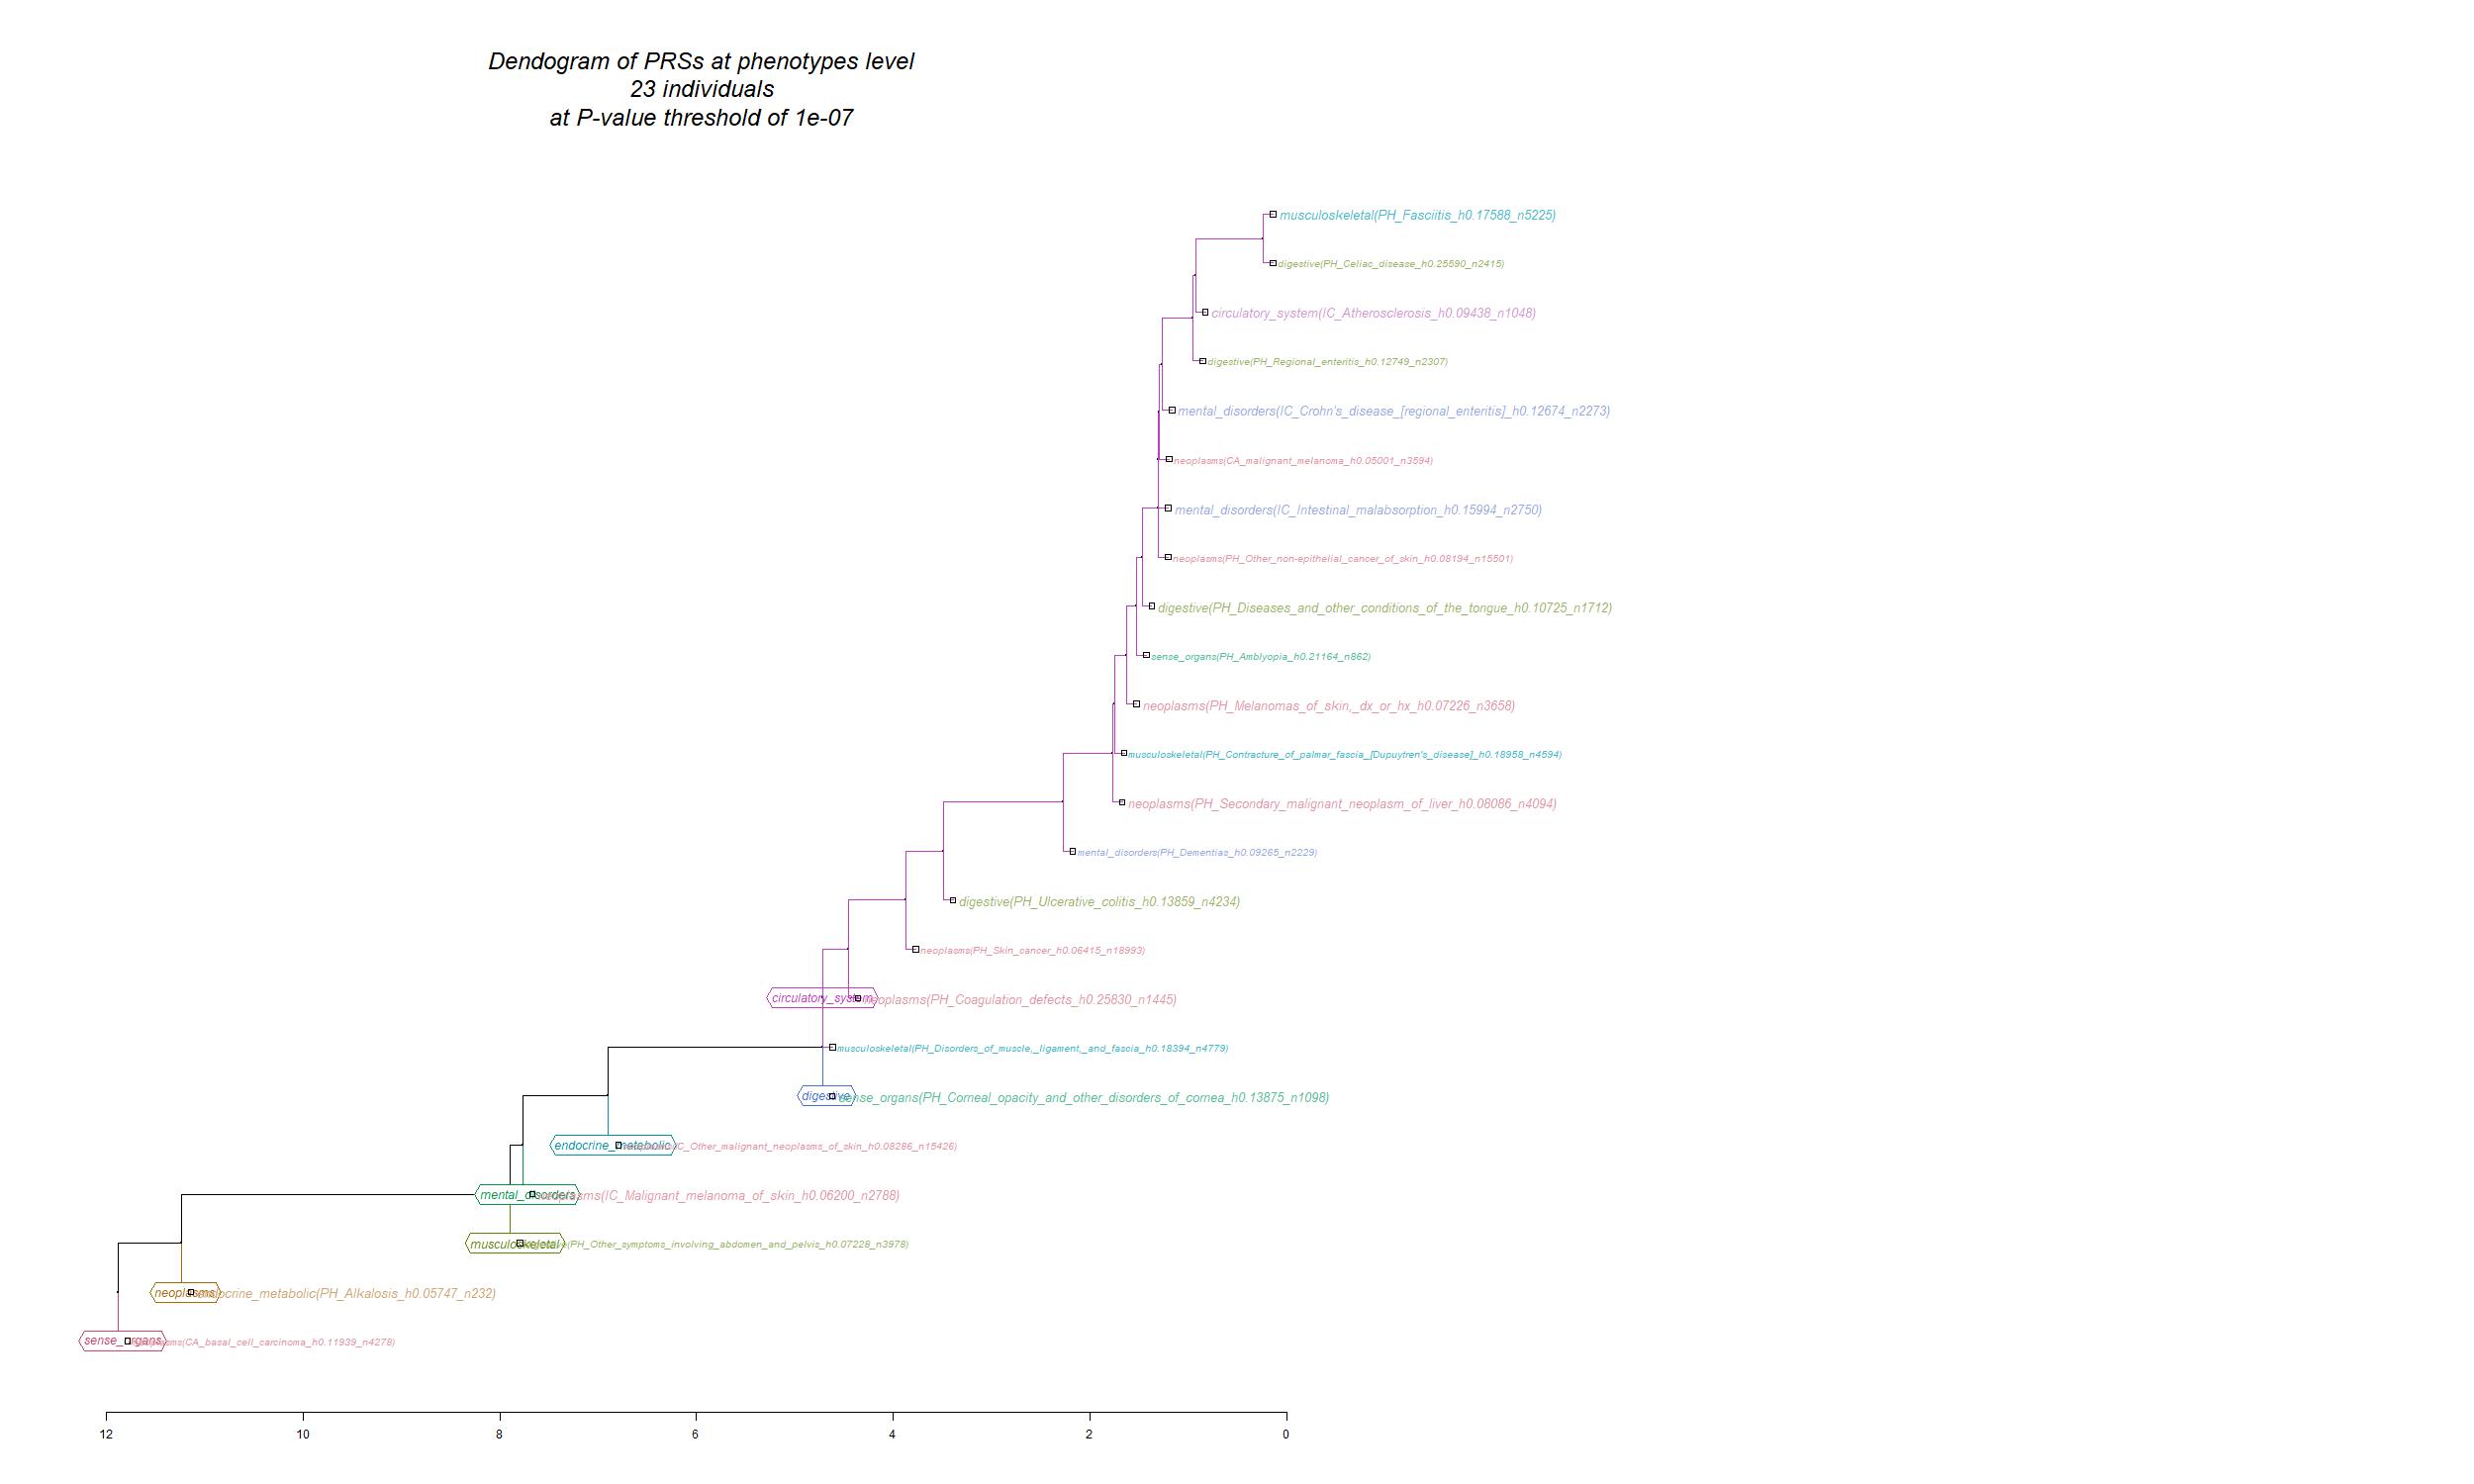 Dendogram of PRSs at phenotypes level
23 individuals
at P-value threshold of 1e-07
musculoskeletal(PH_Fasciitis_h0.17588_n5225)
digestive(PH_Celiac_disease_h0.25590_n2415)
circulatory_system(IC_Atherosclerosis_h0.09438_n1048)
digestive(PH_Regional_enteritis_h0.12749_n2307)
mental_disorders(IC_Crohn's_disease_[regional_enteritis]_h0.12674_n2273)
neoplasms(CA_malignant_melanoma_h0.05001_n3594)
mental_disorders(IC_Intestinal_malabsorption_h0.15994_n2750)
neoplasms(PH_Other_non-epithelial_cancer_of_skin_h0.08194_n15501)
digestive(PH_Diseases_and_other_conditions_of_the_tongue_h0.10725_n1712)
sense_organs(PH_Amblyopia_h0.21164_n862)
neoplasms(PH_Melanomas_of_skin,_dx_or_hx_h0.07226_n3658)
musculoskeletal(PH_Contracture_of_palmar_fascia_[Dupuytren's_disease]_h0.18958_n4594)
neoplasms(PH_Secondary_malignant_neoplasm_of_liver_h0.08086_n4094)
mental_disorders(PH_Dementias_h0.09265_n2229)
digestive(PH_Ulcerative_colitis_h0.13859_n4234)
neoplasms(PH_Skin_cancer_h0.06415_n18993)
circulatory_system neoplasms(PH_Coagulation_defects_h0.25830_n1445)
musculoskeletal(PH_Disorders_of_muscle,_ligament,_and_fascia_h0.18394_n4779)
digestive sense_organs(PH_Corneal_opacity_and_other_disorders_of_cornea_h0.13875_n1098)
endocrine_metabolic neoplasms(IC_Other_malignant_neoplasms_of_skin_h0.08286_n15426)
mental_disorders neoplasms(IC_Malignant_melanoma_of_skin_h0.06200_n2788)
musculoskeletal digestive(PH_Other_symptoms_involving_abdomen_and_pelvis_h0.07228_n3978)
neoplasms endocrine_metabolic(PH_Alkalosis_h0.05747_n232)
sense_organs neoplasms(CA_basal_cell_carcinoma_h0.11939_n4278)
12 10 8 6 4 2 0